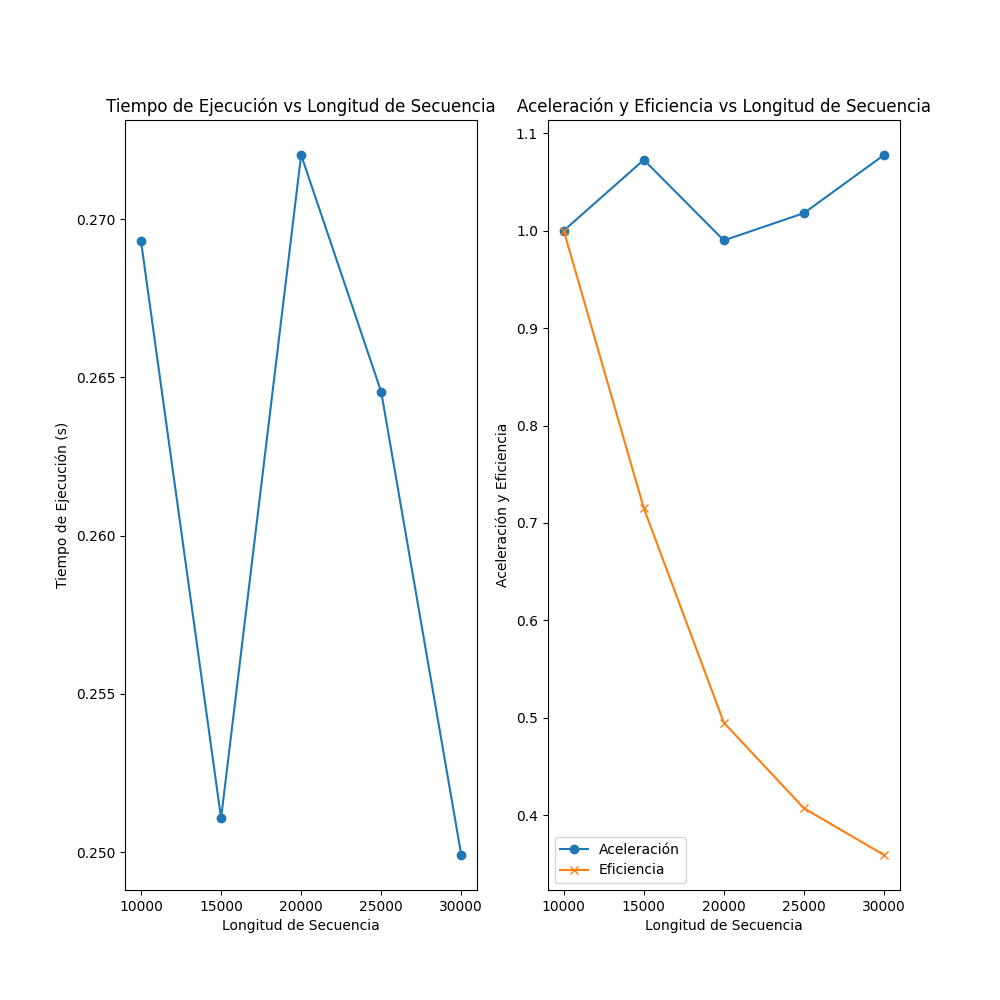 Tiempo de Ejecución vs Longitud de Secuencia
Tiempo de Ejecución (s)
0.270
0.265
0.260
0.255
0.250
10000 15000 20000 25000 30000
Longitud de Secuencia
Aceleración y Eficiencia vs Longitud de Secuencia
Aceleración y Eficiencia
1.1
1.0
0.9
0.8
0.7
0.6
0.5
0.4
Aceleración
Eficiencia
10000 15000 20000 25000 30000
Longitud de Secuencia